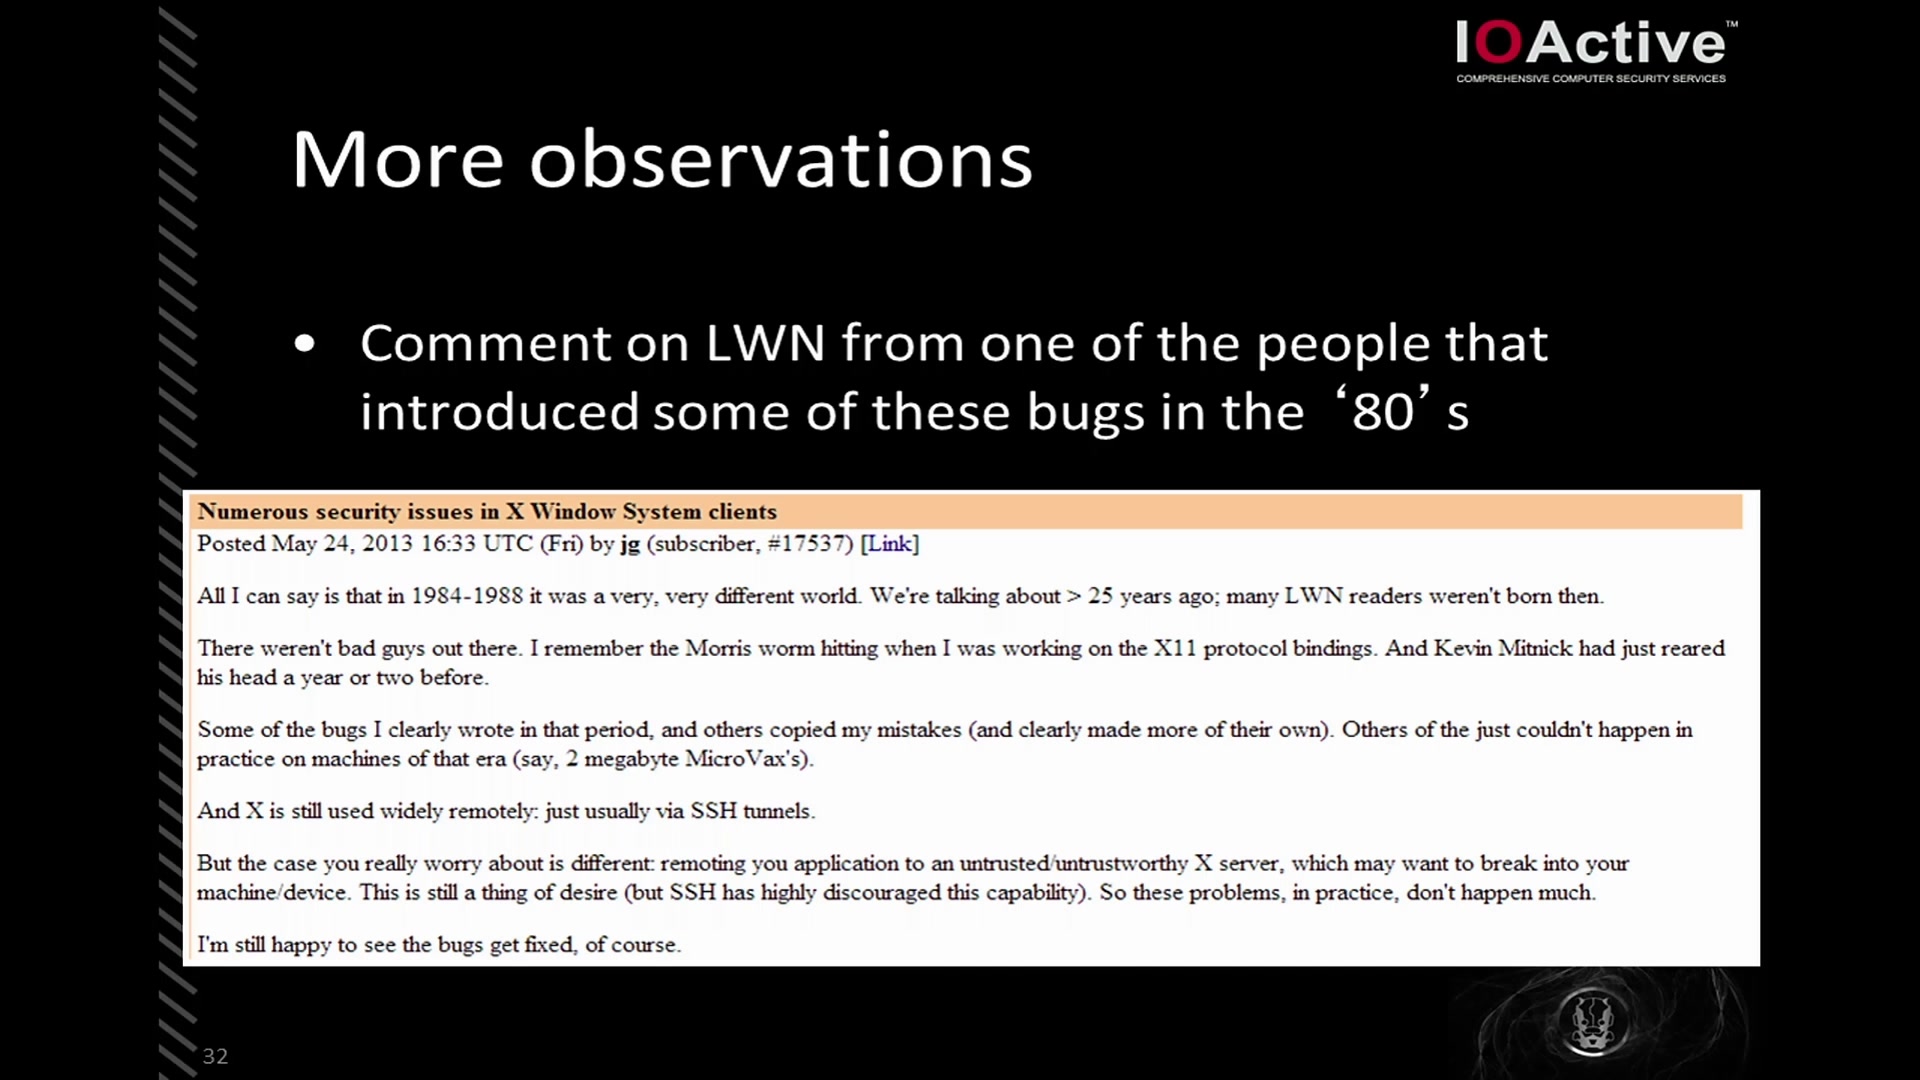 IOActive™
COMPREHENSIVE COMPUTER SECURITY SERVICES
More observations
• Comment on LWN from one of the people that
introduced some of these bugs in the ‘80’s
Numerous security issues in X Window System clients
Posted May 24, 2013 16:33 UTC (Fri) by jg (subscriber, #17537) [Link]
All I can say is that in 1984-1988 it was a very, very different world. We're talking about > 25 years ago; many LWN readers weren't born then.
There weren't bad guys out there. I remember the Morris worm hitting when I was working on the X11 protocol bindings. And Kevin Mitnick had just reared
his head a year or two before.
Some of the bugs I clearly wrote in that period, and others copied my mistakes (and clearly made more of their own). Others of the just couldn't happen in
practice on machines of that era (say, 2 megabyte MicroVax's).
And X is still used widely remotely: just usually via SSH tunnels.
But the case you really worry about is different: remoting you application to an untrusted/untrustworthy X server, which may want to break into your
machine/device. This is still a thing of desire (but SSH has highly discouraged this capability). So these problems, in practice, don't happen much.
I'm still happy to see the bugs get fixed, of course.
32